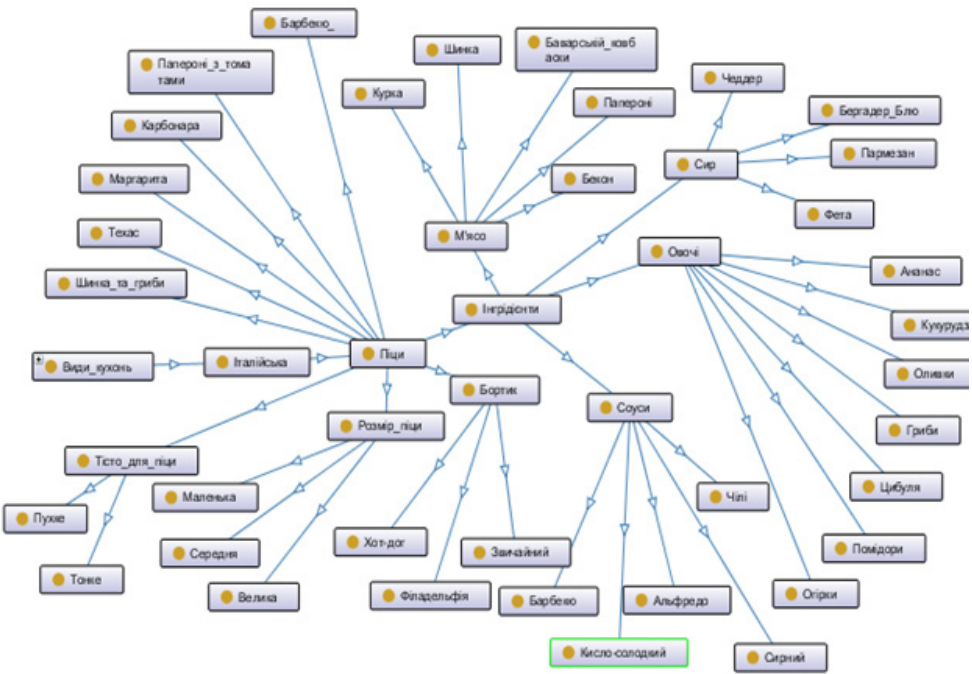 Барбекю_
Папероні_з_тома
тами
Карбонара
Маргарита
Техас
Шинка_та_гриби
Види_кухонь
Італійська
Піци
Тісто_для_піци
Пухке
Тонке
Розмір_піци
Маленька
Середня
Велика
Бортик
Хот-дог
Філадельфія
Звичайний
Інгрідієнти
М'ясо
Курка
Шинка
Баварській_ковб
аски
Папероні
Бекон
Сир
Чеддер
Бергадер_Блю
Пармезан
Фета
Овочі
Ананас
Кукурудз
Оливки
Гриби
Цибуля
Помідори
Огірки
Соуси
Чілі
Барбекю
Альфредо
Кисло-солодкий
Сирний